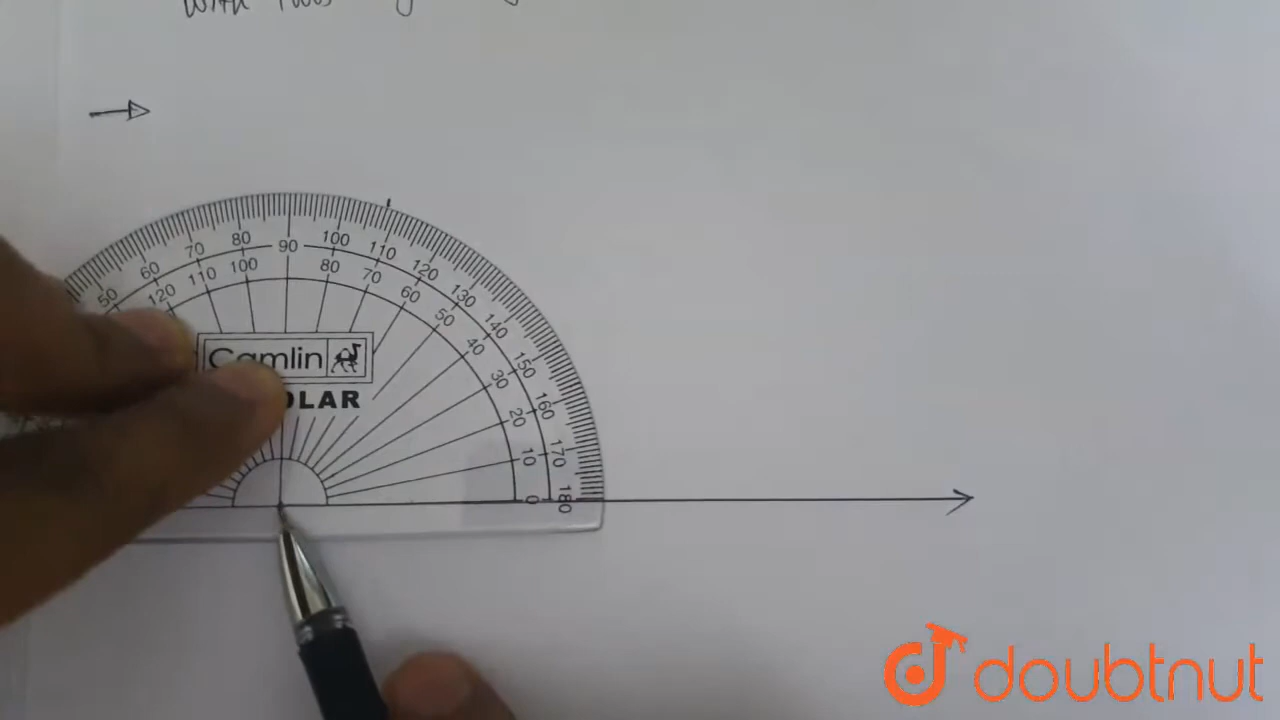 with
50 60 70 80 90 100 110 120 130 140 150 160 170 180
120 110 100 80 70 60 50 40 30 20 10 0
Camlin
OLAR
doubtnut